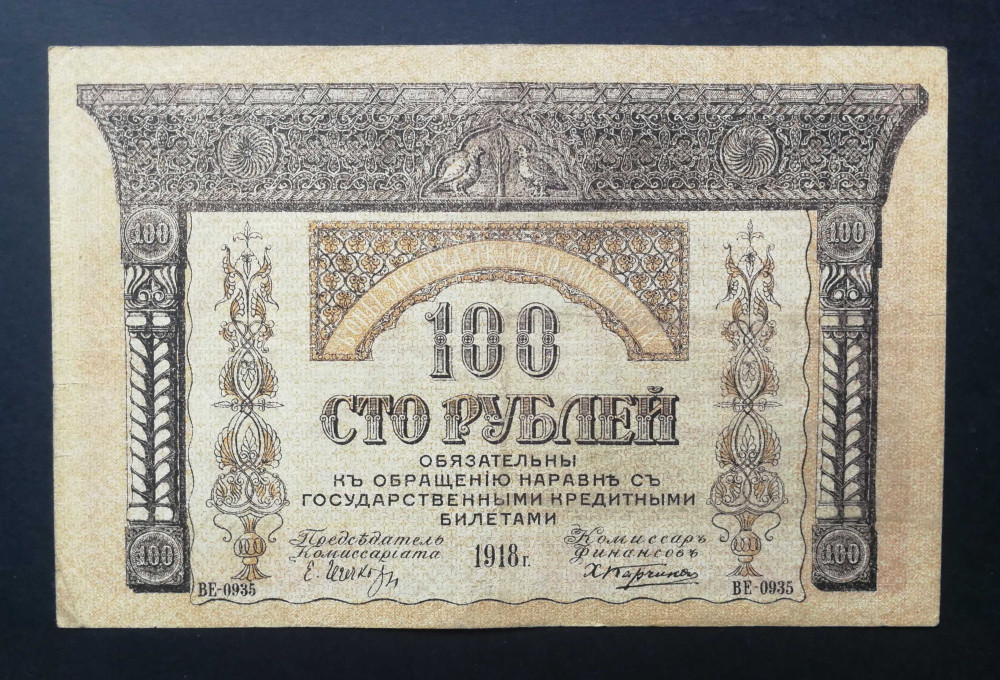 100
100
100
СТО РУБЛЕЙ
ОБЯЗАТЕЛЬНЫ
КЪ ОБРАЩЕНІЮ НАРАВНѢ СЪ
ГОСУДАРСТВЕННЫМИ КРЕДИТНЫМИ
БИЛЕТАМИ
Предсѣдатель
Комиссаріата
1918 г.
Комиссаръ
Финансовъ
100
100
100
100
ВЕ-0935
ВЕ-0935